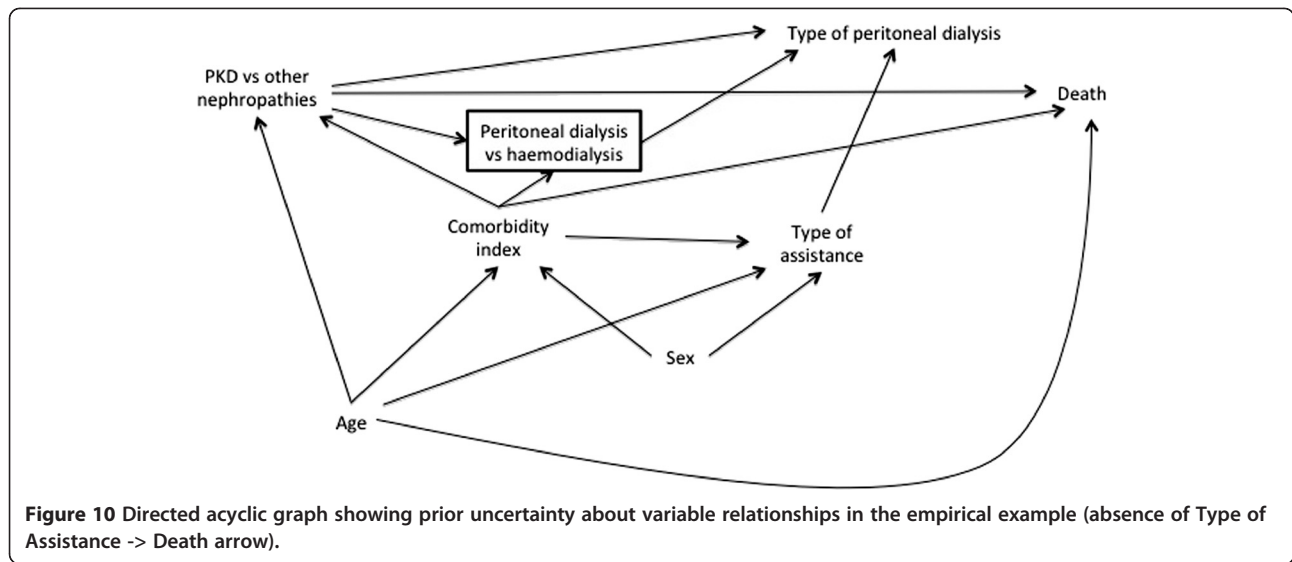 Type of peritoneal dialysis
PKD vs other
nephropathies
Death
Peritoneal dialysis
vs haemodialysis
Comorbidity
index
Type of
assistance
Sex
Age
Figure 10 Directed acyclic graph showing prior uncertainty about variable relationships in the empirical example (absence of Type of
Assistance -> Death arrow).